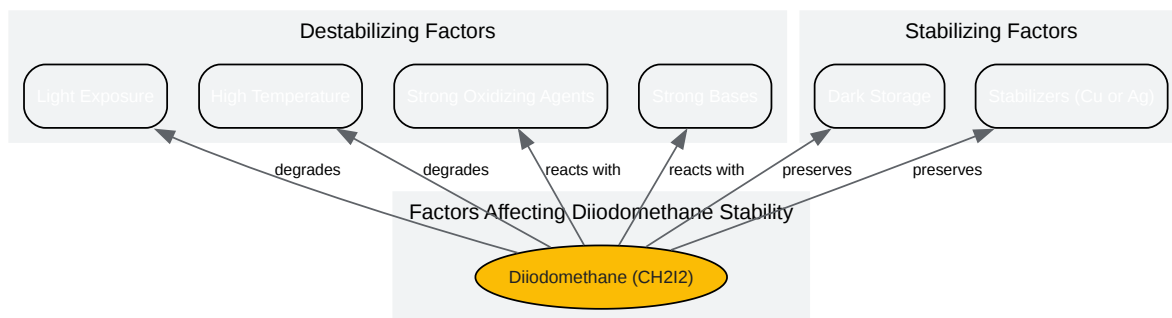 Destabilizing Factors
Stabilizing Factors
Light Exposure
High Temperature
Strong Oxidizing Agents
Strong Bases
Dark Storage
Stabilizers (Cu or Ag)
degrades
degrades
reacts with
reacts with
preserves
preserves
Factors Affecting Diiodomethane Stability
Diiodomethane (CH2I2)